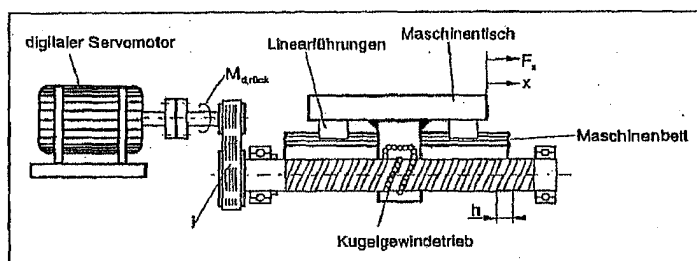 digitaler Servomotor
Linearführungen
Maschinentisch
Fx
x
Md,rück
Maschinenbett
i
h
Kugelgewindetrieb